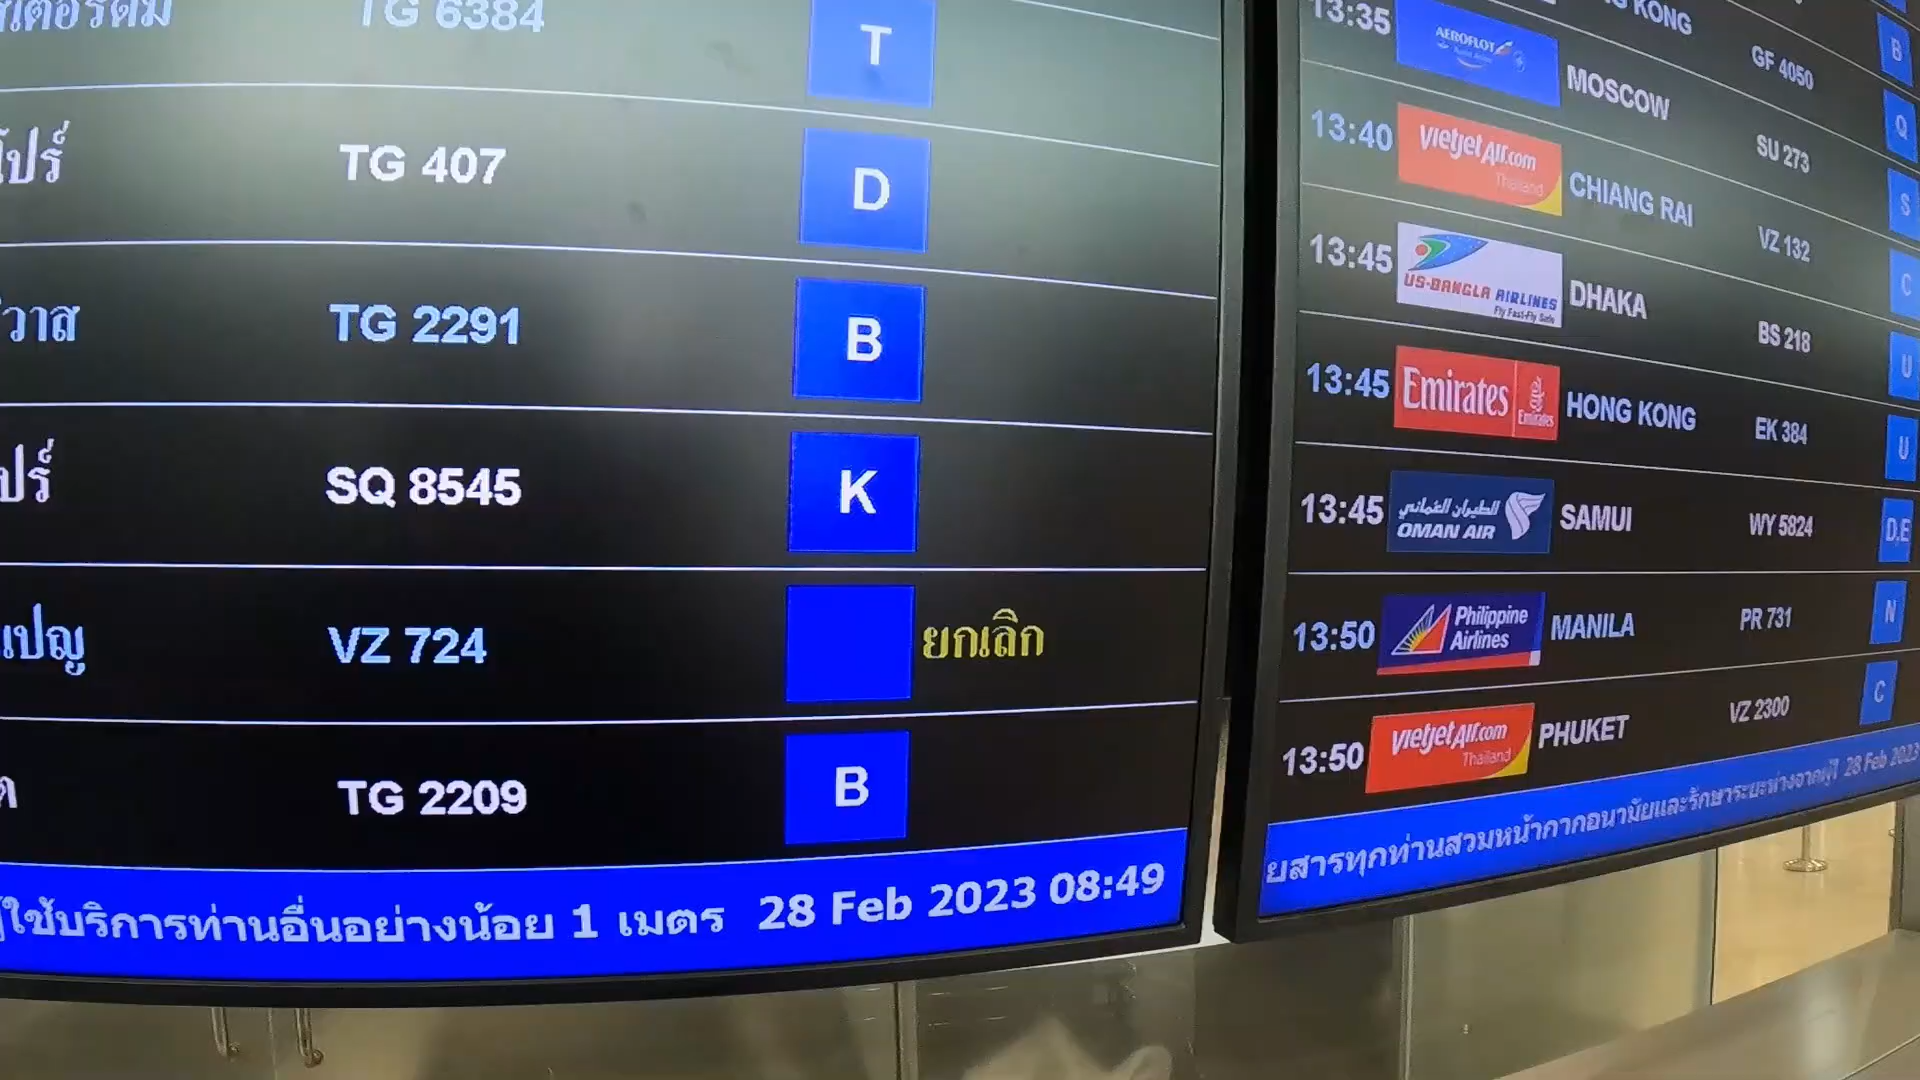 TG 6384 T
TG 407 D
TG 2291 B
SQ 8545 K
VZ 724 ยกเลิก
TG 2209 B
ใช้บริการท่านอื่นอย่างน้อย 1 เมตร 28 Feb 2023 08:49
KONG GF 4050 B
13:35 AEROFLOT MOSCOW SU 273 Q
13:40 vietjetAir.com Thailand CHIANG RAI VZ 132 S
13:45 US-BANGLA AIRLINES Fly Fast-Fly Safe DHAKA BS 218 C
13:45 Emirates Emirates HONG KONG EK 384 U
13:45 الطيران العماني OMAN AIR SAMUI WY 5824 D,E
13:50 Philippine Airlines MANILA PR 731 N
13:50 vietjetAir.com Thailand PHUKET VZ 2300 C
ยสารทุกท่านสวมหน้ากากอนามัยและรักษาระยะห่างจากผู้ใ 28 Feb 2023